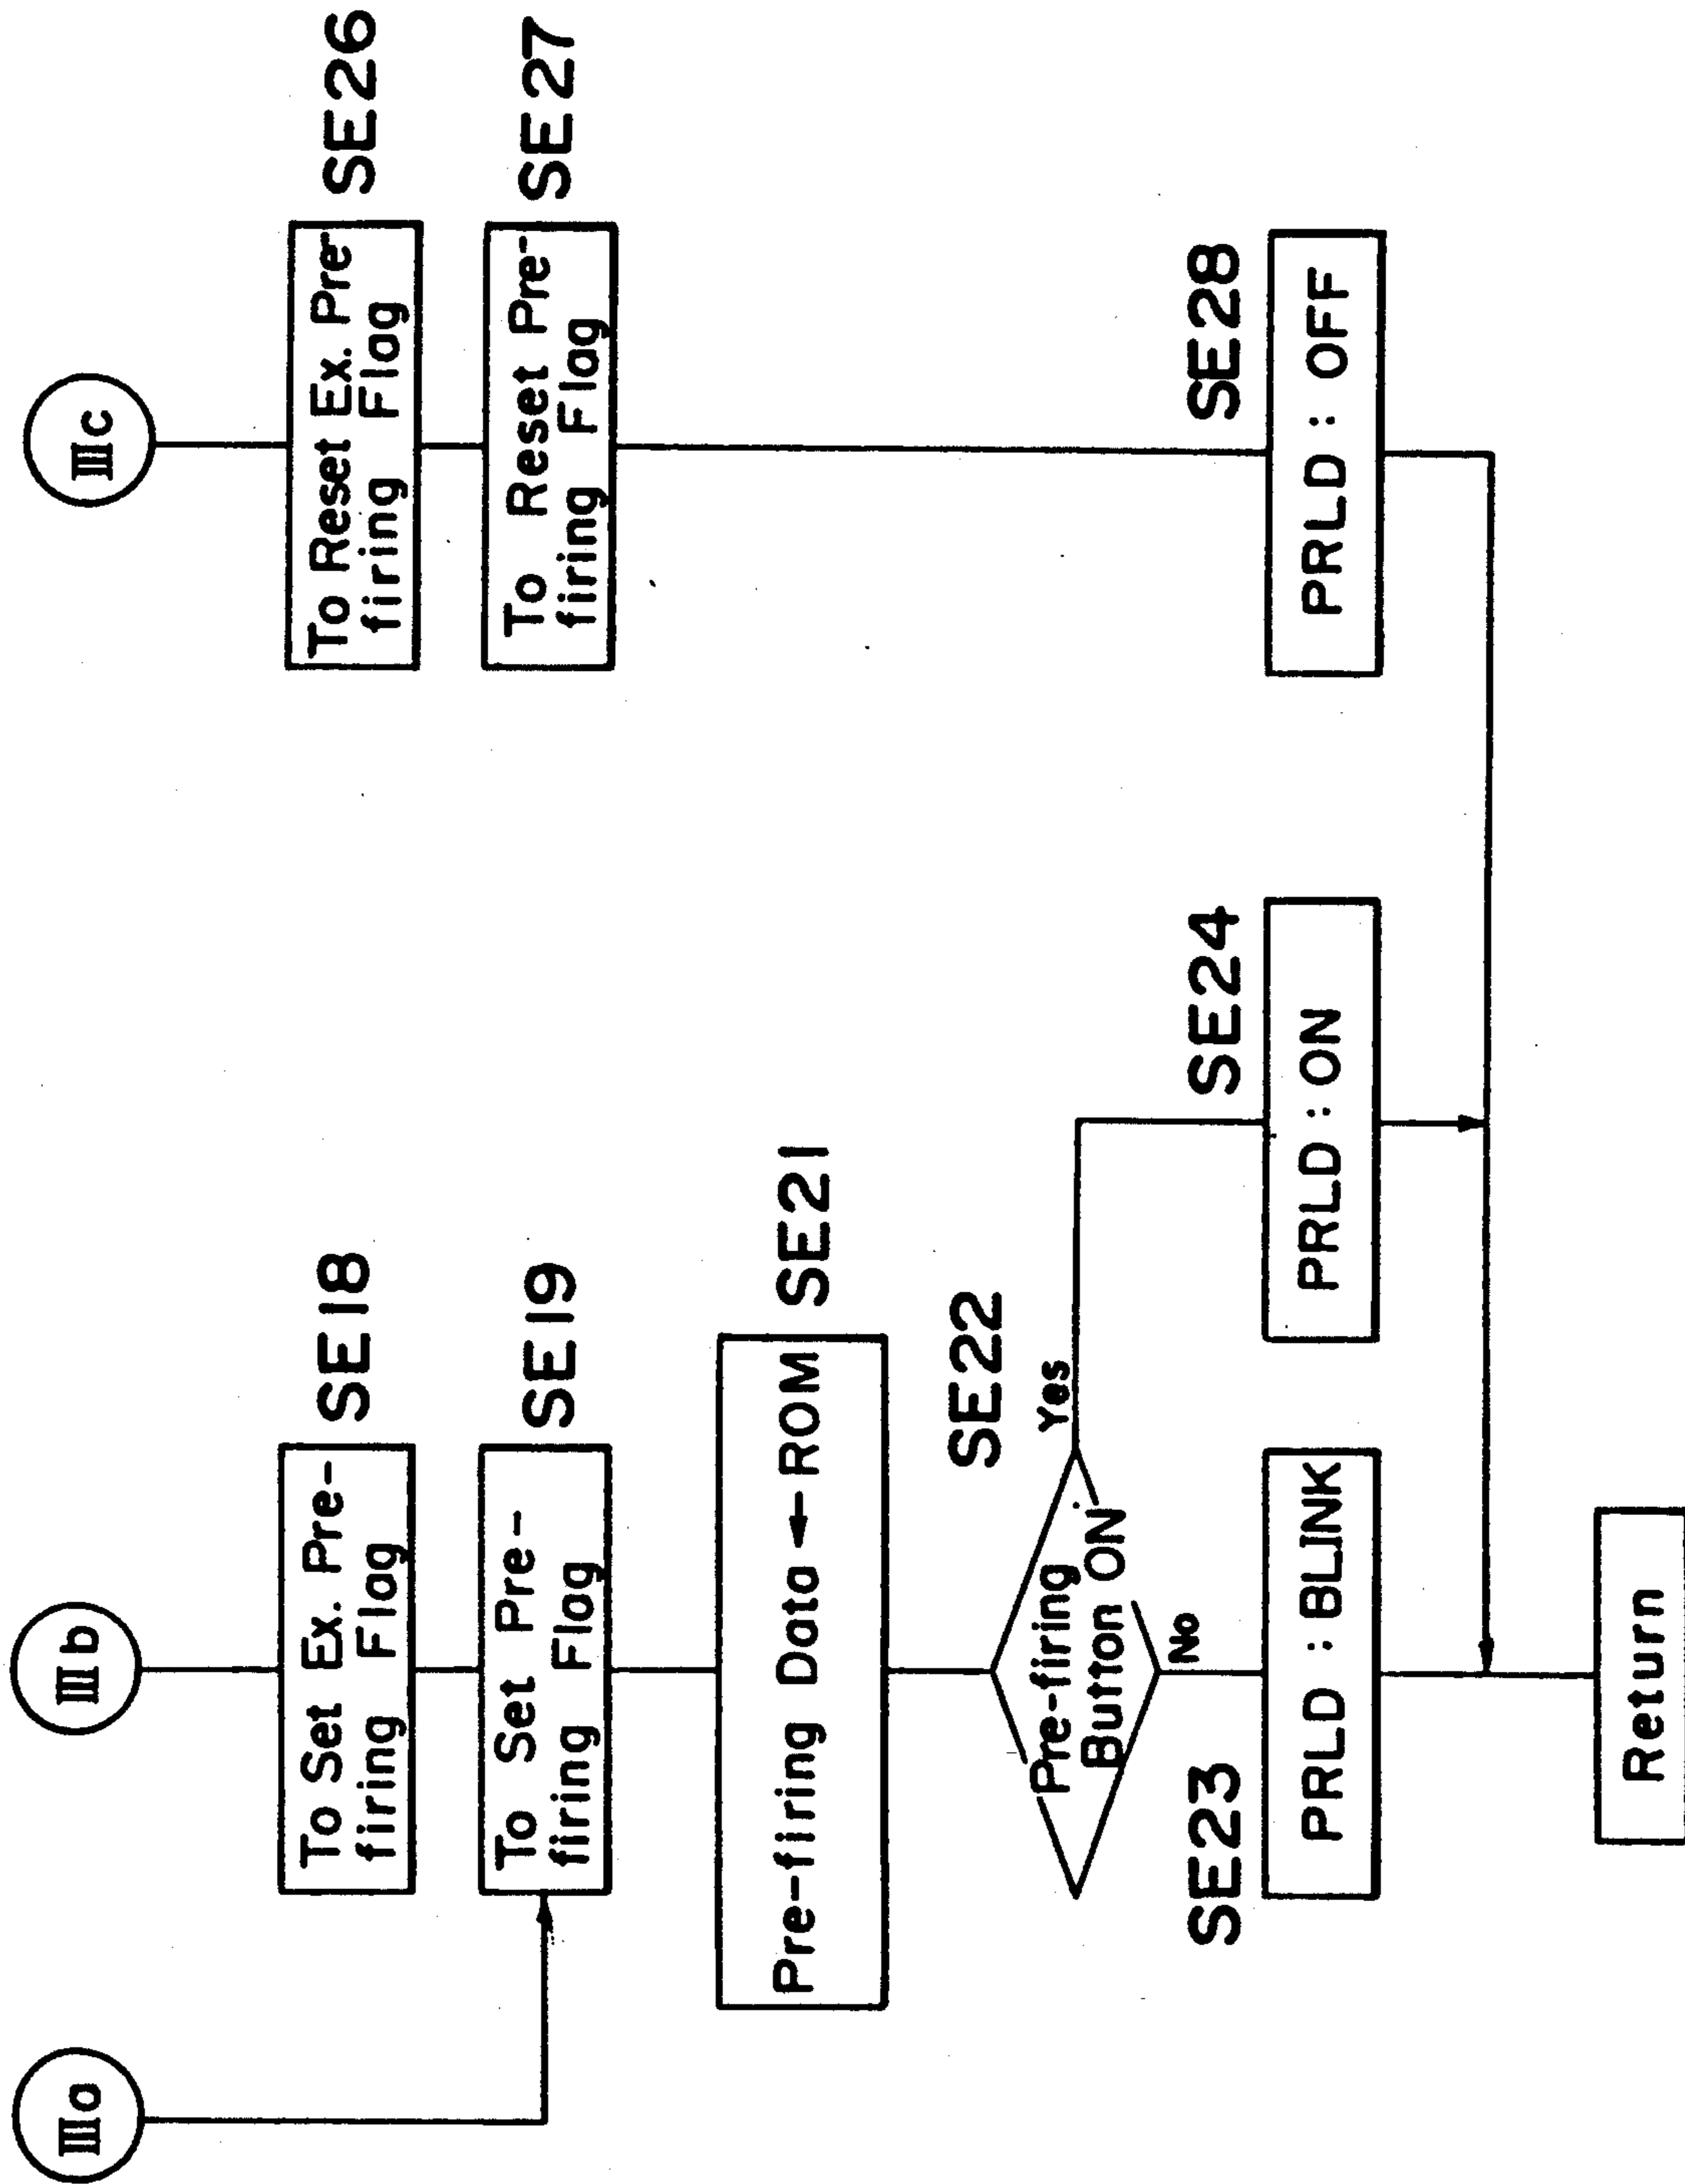 IIIa
IIIb
IIIc
To Set Ex. Pre-
firing Flag
SE18
To Reset Ex. Pre-
firing Flag
SE26
To Set Pre-
firing Flag
SE19
To Reset Pre-
firing Flag
SE27
Pre-firing Data ← ROM
SE21
SE22
Pre-firing
Button ON
Yes
No
SE23
PRLD : BLINK
SE24
PRLD : ON
SE28
PRLD : OFF
Return